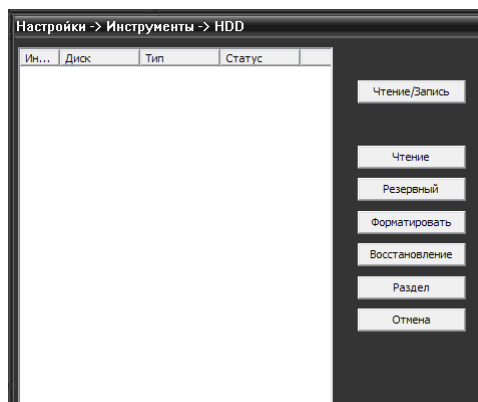 Настройки -> Инструменты -> HDD
Ин... Диск Тип Статус
Чтение/Запись
Чтение
Резервный
Форматировать
Восстановление
Раздел
Отмена